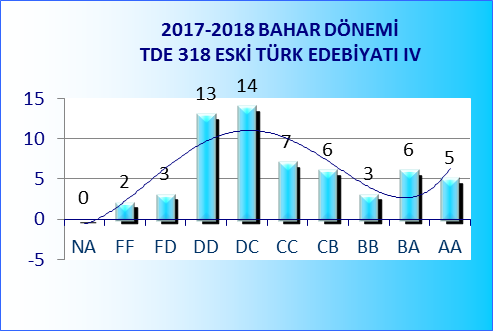 2017-2018 BAHAR DÖNEMİ
TDE 318 ESKİ TÜRK EDEBİYATI IV
15
10
5
0
-5
0 2 3 13 14 7 6 3 6 5
NA FF FD DD DC CC CB BB BA AA